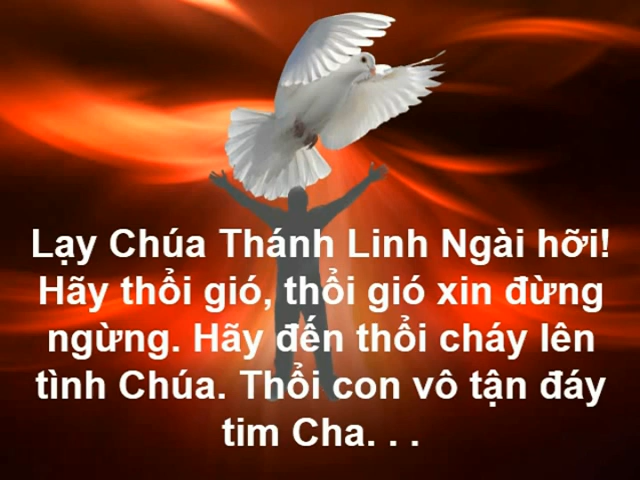 Lạy Chúa Thánh Linh Ngài hỡi!
Hãy thổi gió, thổi gió xin đừng
ngừng. Hãy đến thổi cháy lên
tình Chúa. Thổi con vô tận đáy
tim Cha. . .